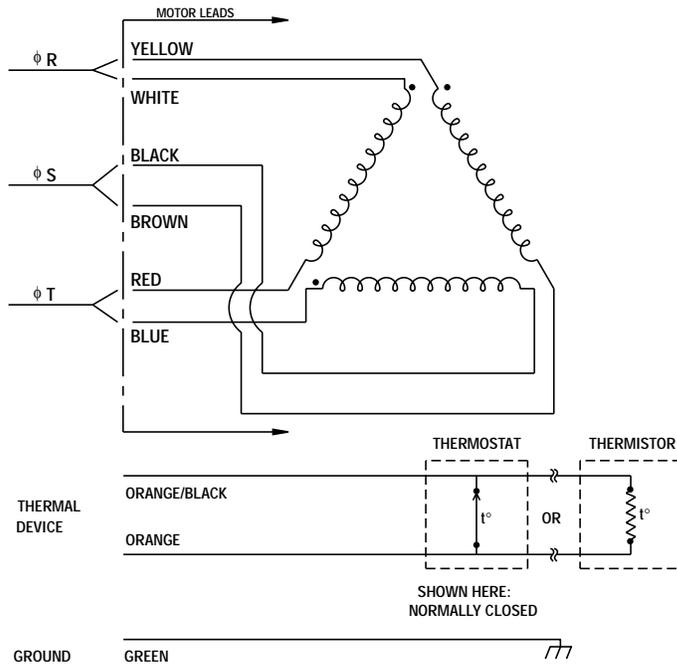 MOTOR LEADS
YELLOW
ϕ R
WHITE
BLACK
ϕ S
BROWN
RED
ϕ T
BLUE
THERMOSTAT
THERMISTOR
ORANGE/BLACK
THERMAL
DEVICE
t°
OR
t°
ORANGE
SHOWN HERE:
NORMALLY CLOSED
GROUND
GREEN